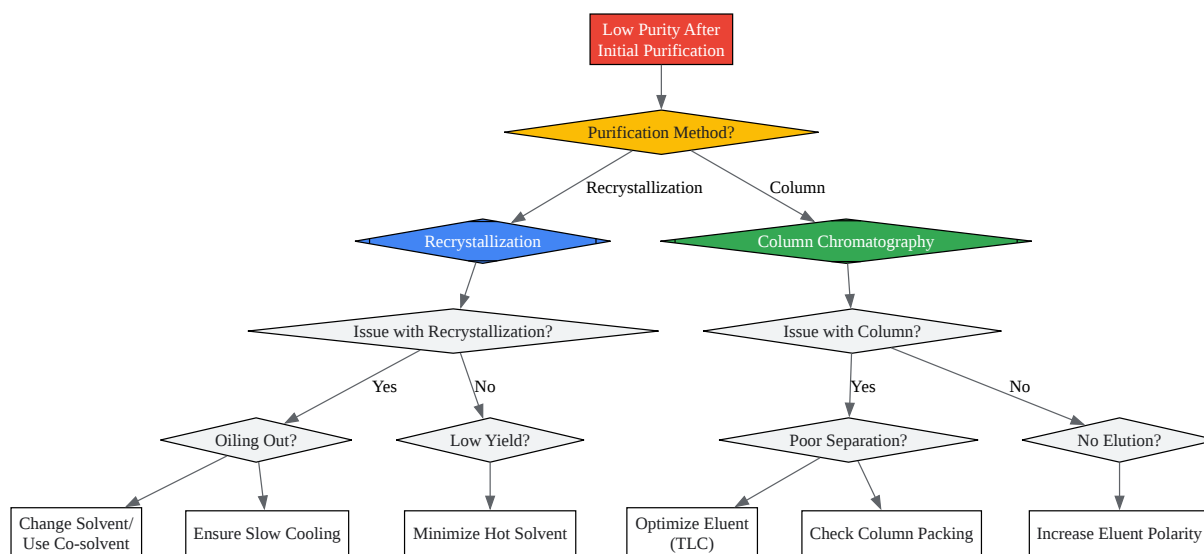 Low Purity After
Initial Purification
Purification Method?
Recrystallization
Column
Recrystallization
Column Chromatography
Issue with Recrystallization?
Issue with Column?
Yes
No
Yes
No
Oiling Out?
Low Yield?
Poor Separation?
No Elution?
Change Solvent/
Use Co-solvent
Ensure Slow Cooling
Minimize Hot Solvent
Optimize Eluent
(TLC)
Check Column Packing
Increase Eluent Polarity